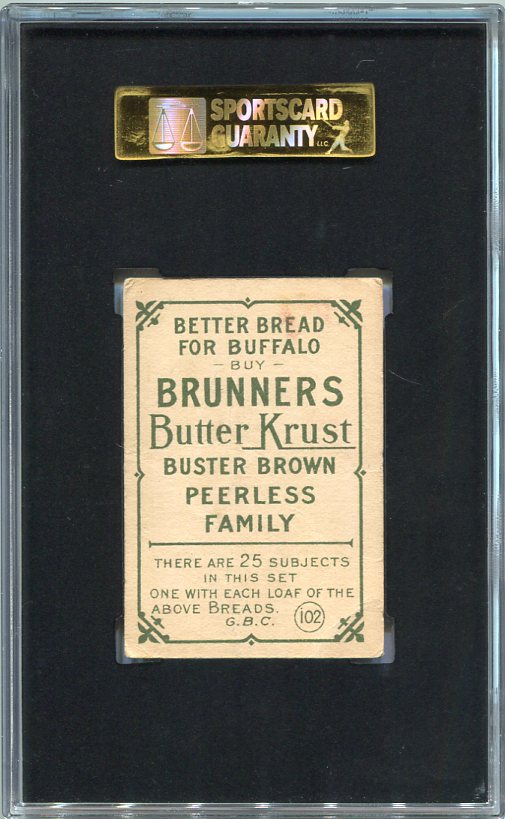 SPORTSCARD
GUARANTY LLC
BETTER BREAD
FOR BUFFALO
- BUY -
BRUNNERS
Butter Krust
BUSTER BROWN
PEERLESS
FAMILY
THERE ARE 25 SUBJECTS
IN THIS SET
ONE WITH EACH LOAF OF THE
ABOVE BREADS.
G.B.C. 102